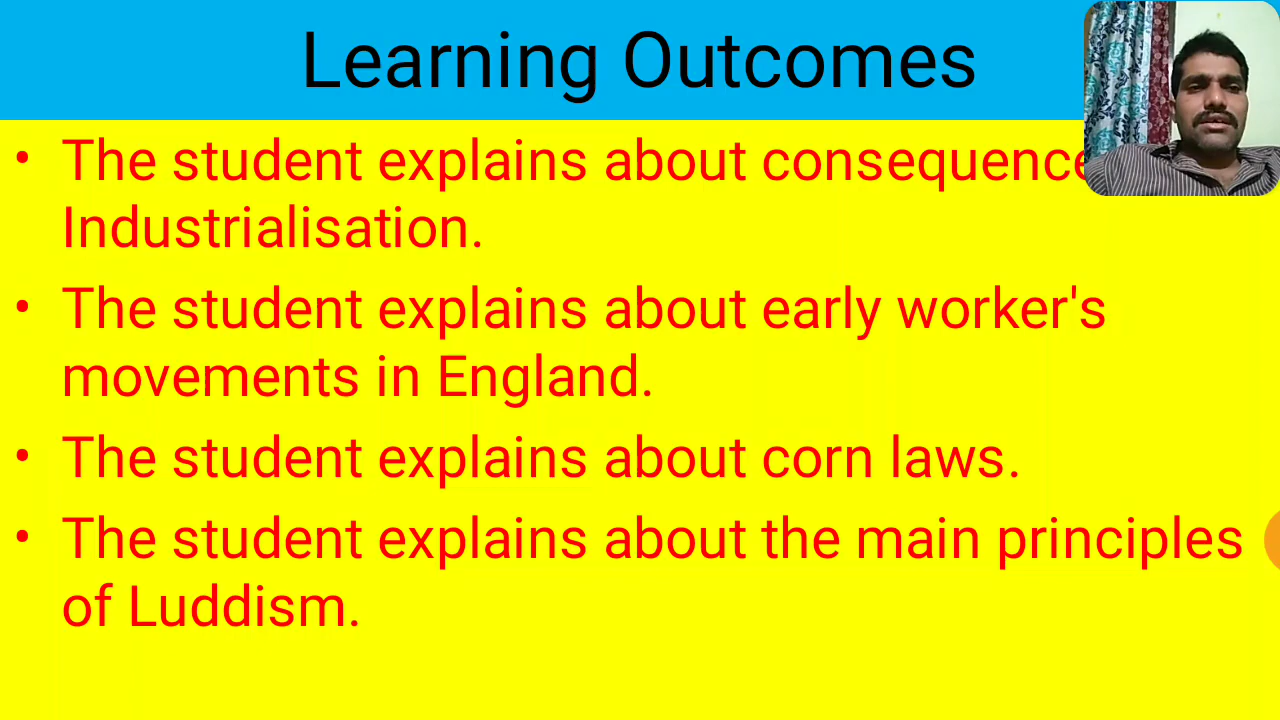 Learning Outcomes
• The student explains about
Industrialisation.
• The student explains about early worker's
movements in England.
• The student explains about corn laws.
• The student explains about the main principles
of Luddism.